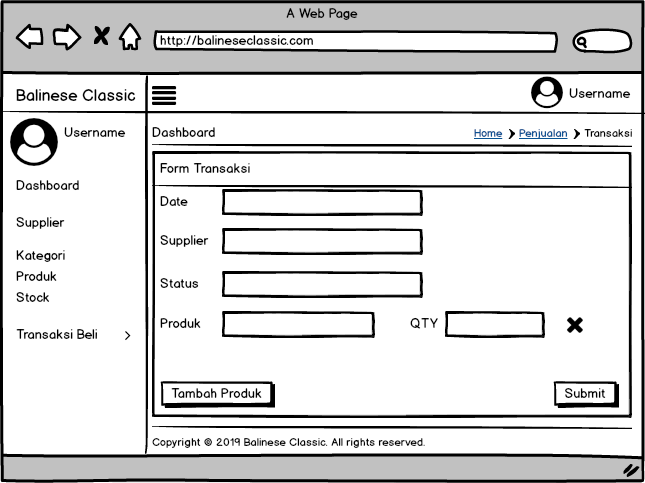 A Web Page
http://balineseclassic.com
Balinese Classic
Username
Username
Dashboard
Supplier
Kategori
Produk
Stock
Transaksi Beli >
Dashboard
Home ❯ Penjualan ❯ Transaksi
Form Transaksi
Date
Supplier
Status
Produk QTY
Tambah Produk Submit
Copyright © 2019 Balinese Classic. All rights reserved.